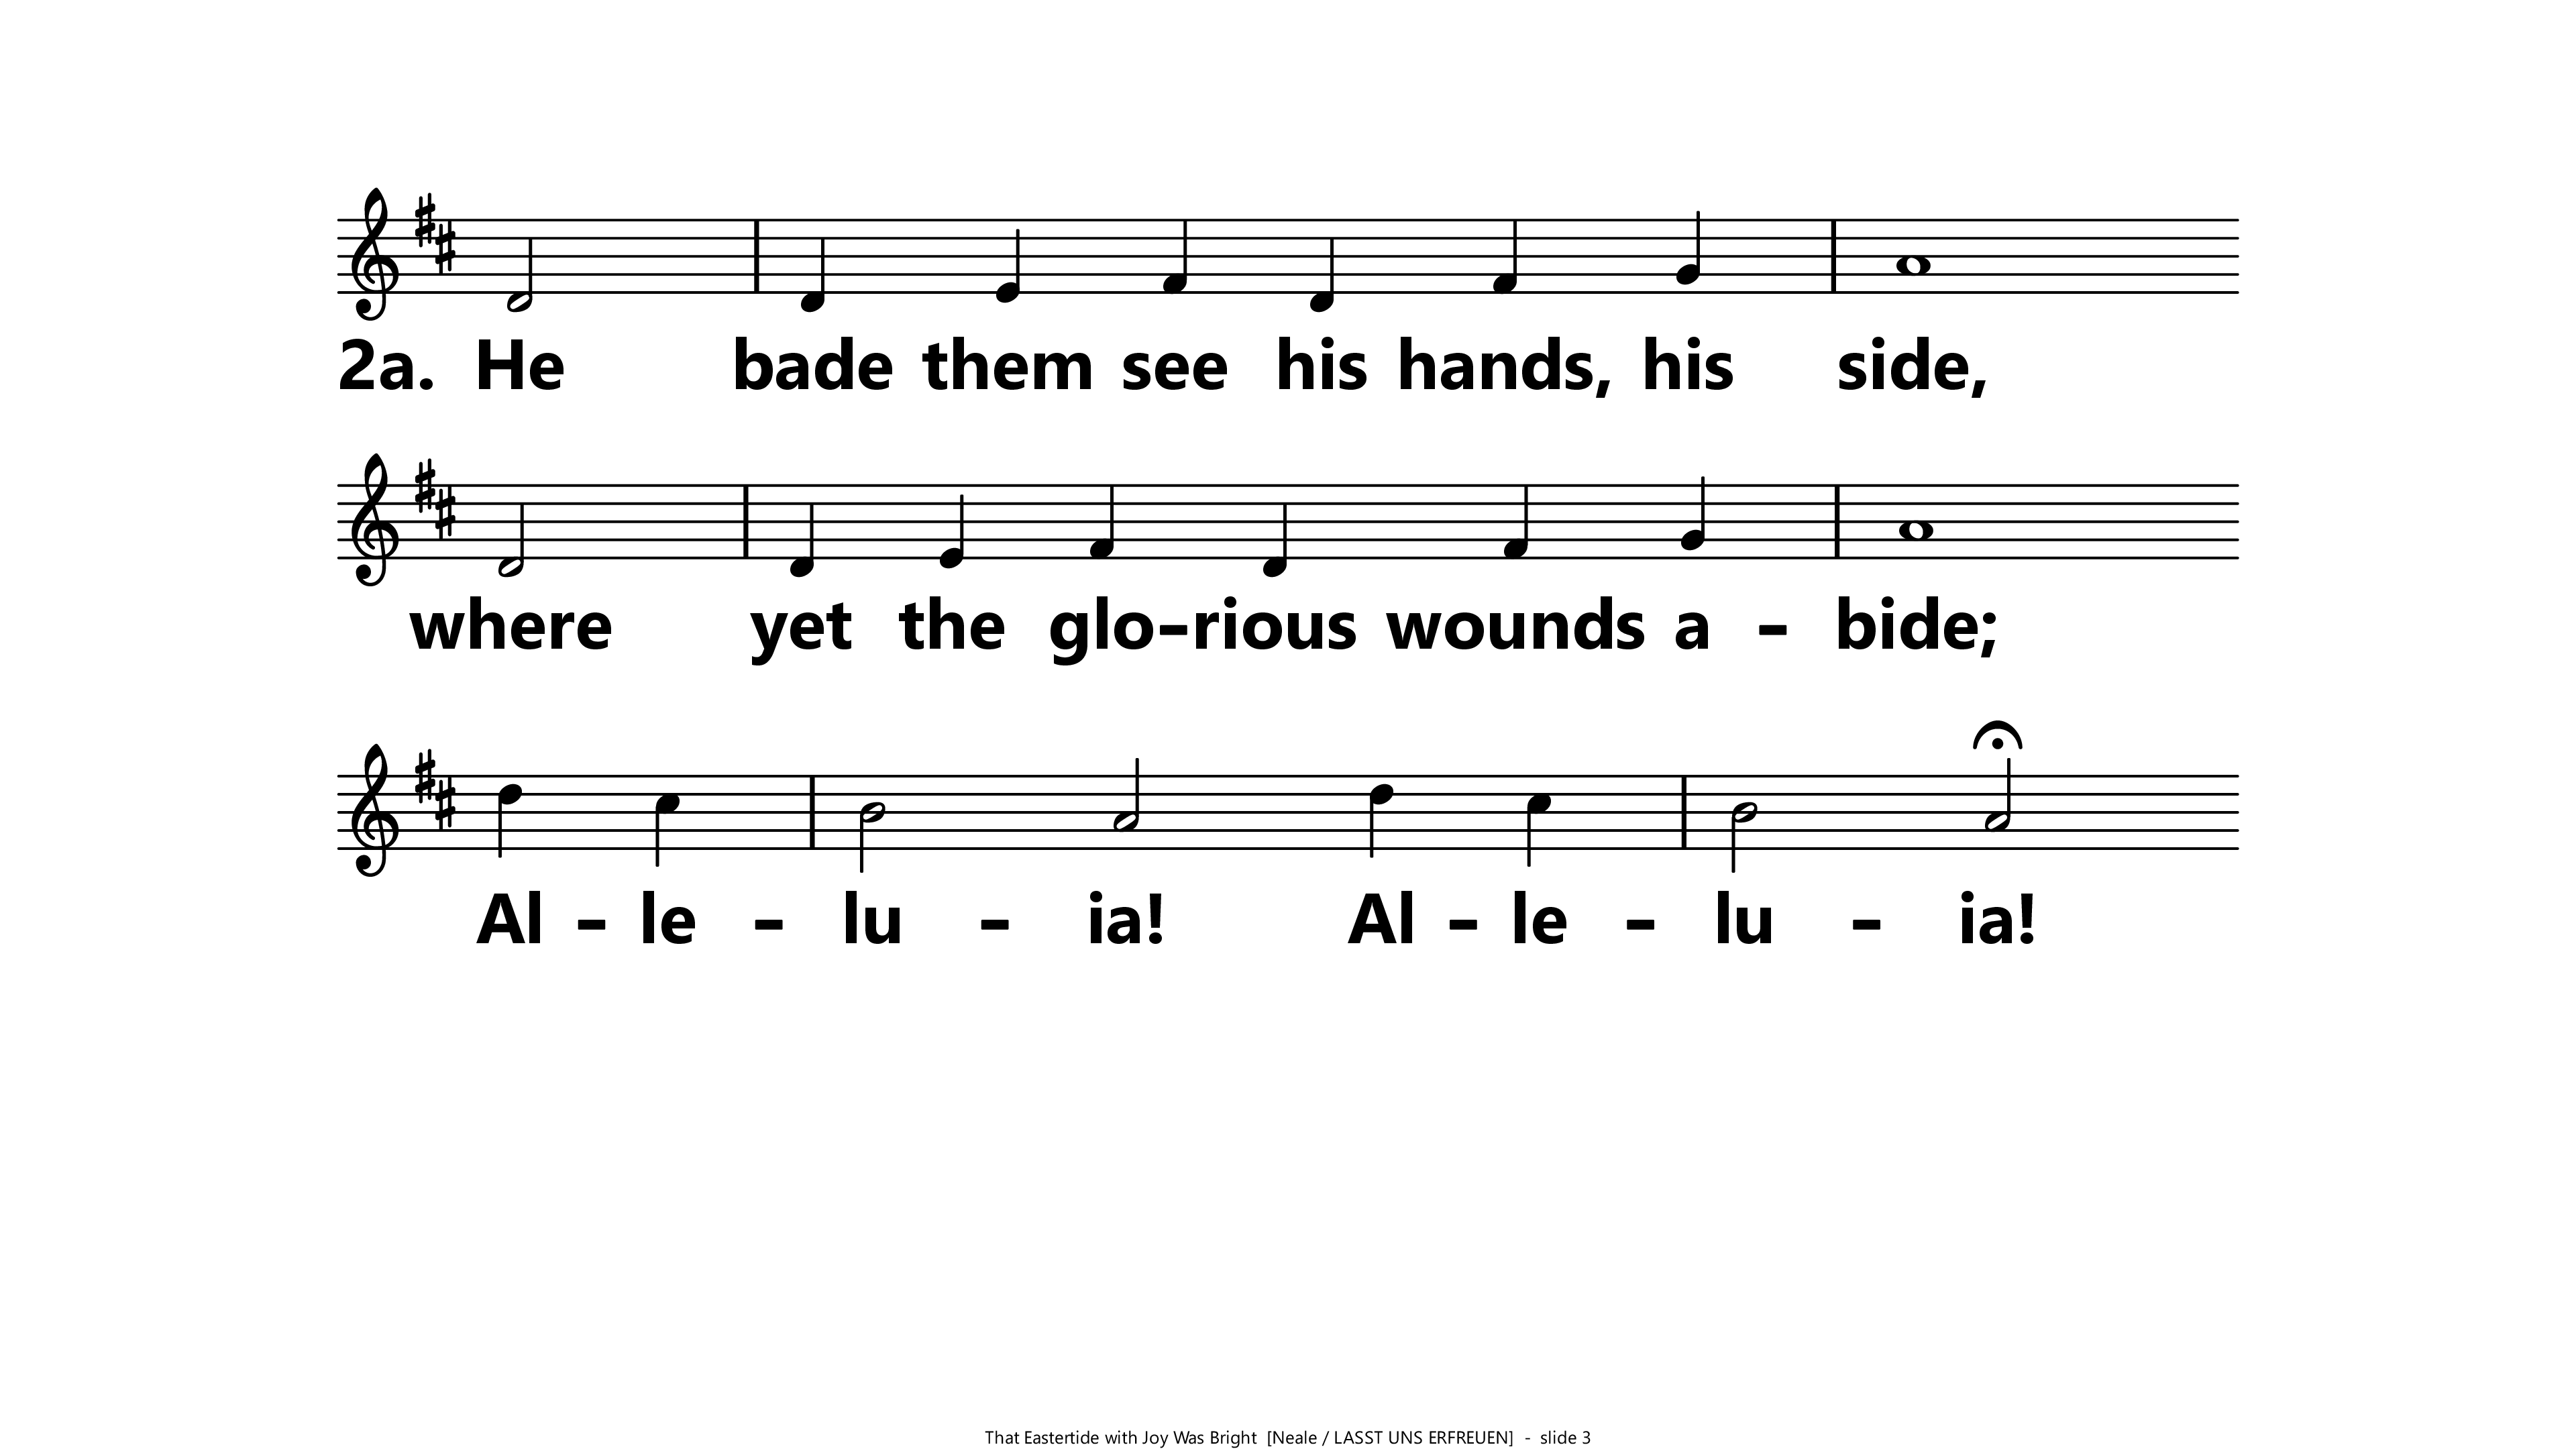 2a. He bade them see his hands, his side,
where yet the glo-rious wounds a - bide;
Al - le - lu - ia! Al - le - lu - ia!
That Eastertide with Joy Was Bright [Neale / LASST UNS ERFREUEN] - slide 3